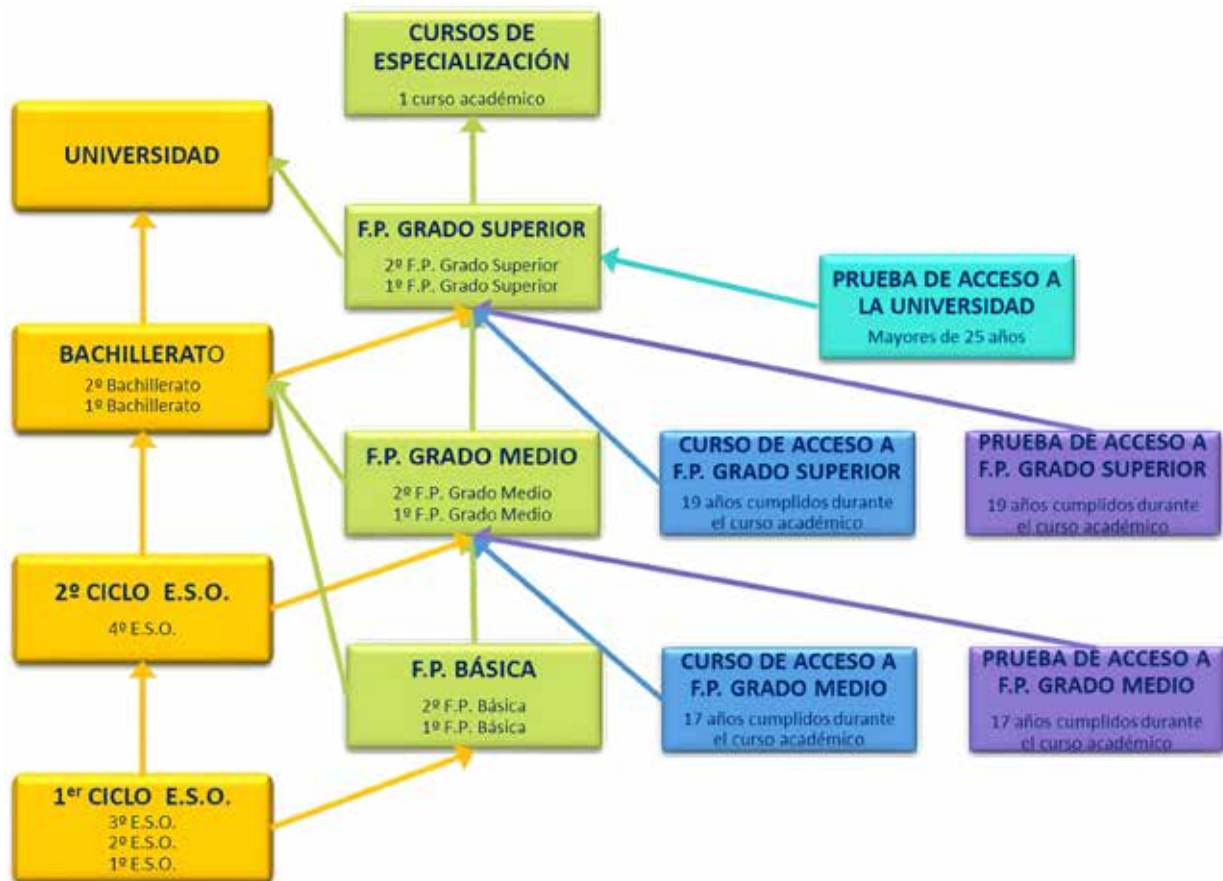 CURSOS DE
ESPECIALIZACIÓN
1 curso académico
UNIVERSIDAD
F.P. GRADO SUPERIOR
2º F.P. Grado Superior
1º F.P. Grado Superior
PRUEBA DE ACCESO A
LA UNIVERSIDAD
Mayores de 25 años
BACHILLERATO
2º Bachillerato
1º Bachillerato
F.P. GRADO MEDIO
2º F.P. Grado Medio
1º F.P. Grado Medio
CURSO DE ACCESO A
F.P. GRADO SUPERIOR
19 años cumplidos durante
el curso académico
PRUEBA DE ACCESO A
F.P. GRADO SUPERIOR
19 años cumplidos durante
el curso académico
2º CICLO E.S.O.
4º E.S.O.
F.P. BÁSICA
2º F.P. Básica
1º F.P. Básica
CURSO DE ACCESO A
F.P. GRADO MEDIO
17 años cumplidos durante
el curso académico
PRUEBA DE ACCESO A
F.P. GRADO MEDIO
17 años cumplidos durante
el curso académico
1er CICLO E.S.O.
3º E.S.O.
2º E.S.O.
1º E.S.O.